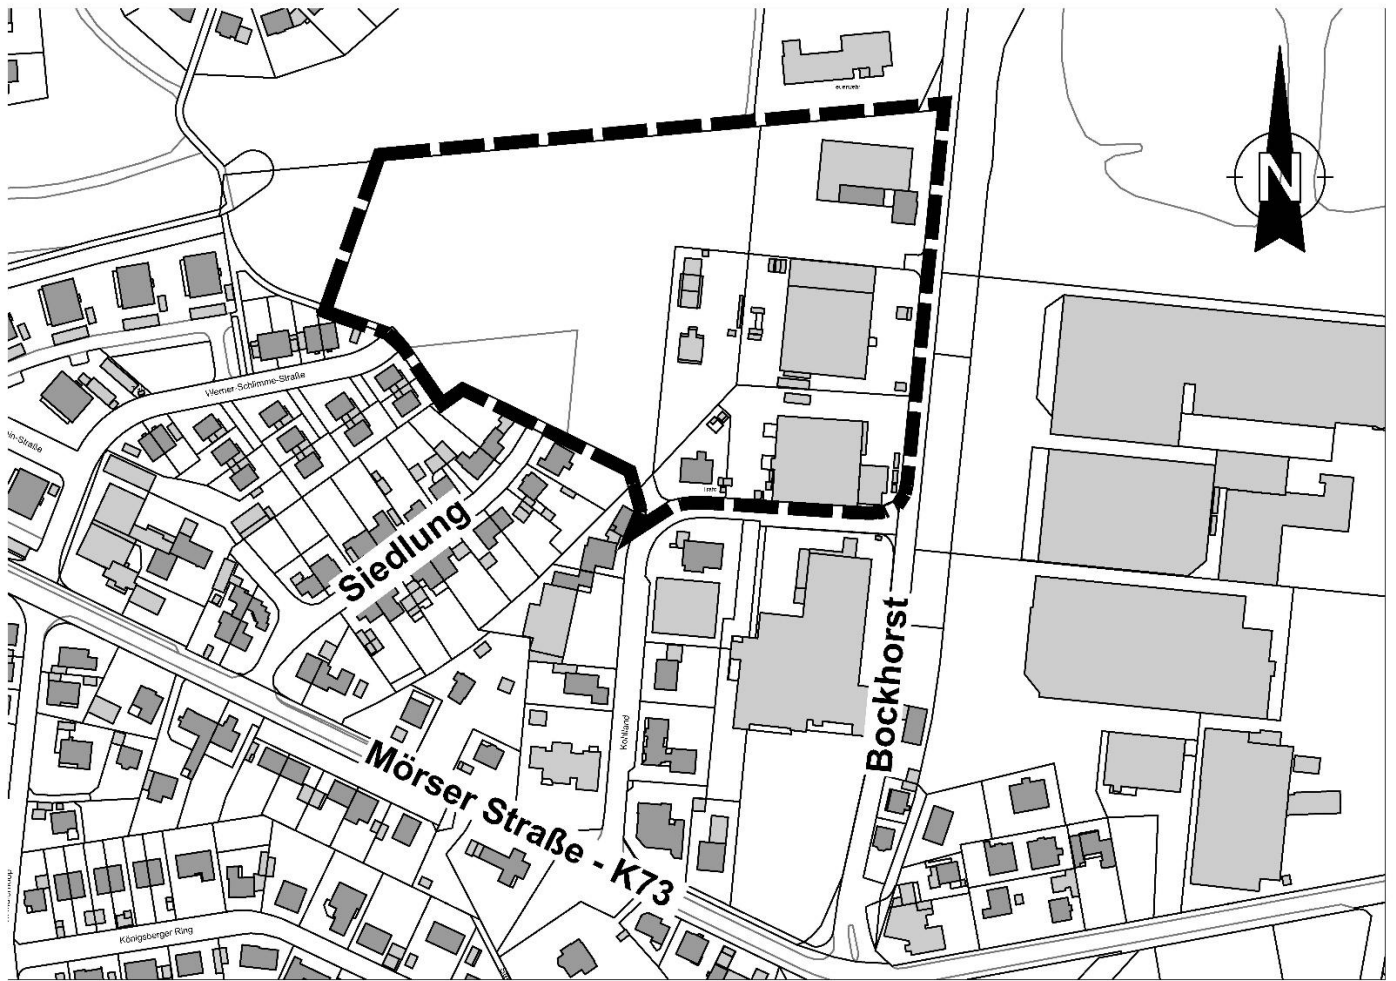 N
Werner-Schlimme-Straße
Siedlung
Bockhorst
Kohlland
Mörser Straße - K73
Königsberger Ring